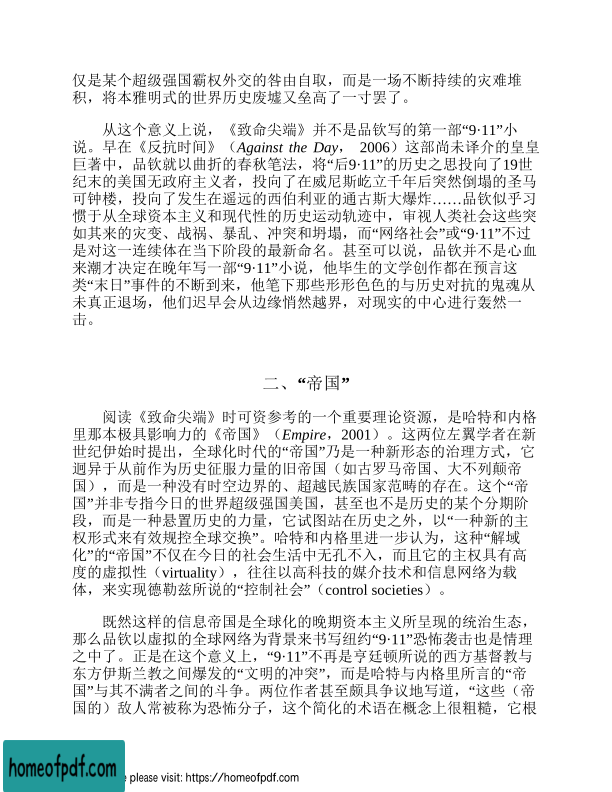 仅是某个超级强国霸权外交的咎由自取，而是一场不断持续的灾难堆
积，将本雅明式的世界历史废墟又垒高了一寸罢了。
从这个意义上说，《致命尖端》并不是品钦写的第一部“9·11”小
说。早在《反抗时间》（Against the Day， 2006）这部尚未译介的皇皇
巨著中，品钦就以曲折的春秋笔法，将“后9·11”的历史之思投向了19世
纪末的美国无政府主义者，投向了在威尼斯屹立千年后突然倒塌的圣马
可钟楼，投向了发生在遥远的西伯利亚的通古斯大爆炸……品钦似乎习
惯于从全球资本主义和现代性的历史运动轨迹中，审视人类社会这些突
如其来的灾变、战祸、暴乱、冲突和坍塌，而“网络社会”或“9·11”不过
是对这一连续体在当下阶段的最新命名。甚至可以说，品钦并不是心血
来潮才决定在晚年写一部“9·11”小说，他毕生的文学创作都在预言这
类“末日”事件的不断到来，他笔下那些形形色色的与历史对抗的鬼魂从
未真正退场，他们迟早会从边缘悄然越界，对现实的中心进行轰然一
击。
二、“帝国”
阅读《致命尖端》时可资参考的一个重要理论资源，是哈特和内格
里那本极具影响力的《帝国》（Empire，2001）。这两位左翼学者在新
世纪伊始时提出，全球化时代的“帝国”乃是一种新形态的治理方式，它
迥异于从前作为历史征服力量的旧帝国（如古罗马帝国、大不列颠帝
国），而是一种没有时空边界的、超越民族国家范畴的存在。这个“帝
国”并非专指今日的世界超级强国美国，甚至也不是历史的某个分期阶
段，而是一种悬置历史的力量，它试图站在历史之外，以“一种新的主
权形式来有效规控全球交换”。哈特和内格里进一步认为，这种“解域
化”的“帝国”不仅在今日的社会生活中无孔不入，而且它的主权具有高
度的虚拟性（virtuality），往往以高科技的媒介技术和信息网络为载
体，来实现德勒兹所说的“控制社会”（control societies）。
既然这样的信息帝国是全球化的晚期资本主义所呈现的统治生态，
那么品钦以虚拟的全球网络为背景来书写纽约“9·11”恐怖袭击也是情理
之中了。正是在这个意义上，“9·11”不再是亨廷顿所说的西方基督教与
东方伊斯兰教之间爆发的“文明的冲突”，而是哈特与内格里所言的“帝
国”与其不满者之间的斗争。两位作者甚至颇具争议地写道，“这些（帝
国的）敌人常被称为恐怖分子，这个简化的术语在概念上很粗糙，它根
homeofpdf.com
e please visit: https://homeofpdf.com